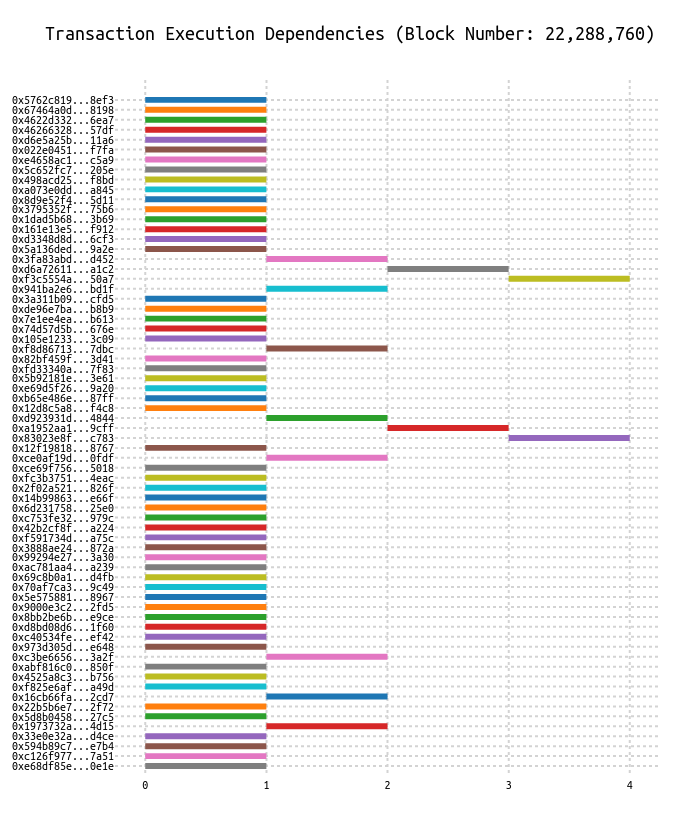 Transaction Execution Dependencies (Block Number: 22,288,760)
0x5762c819...8ef3
0x67464a0d...8198
0x4622d332...6ea7
0x46266328...57df
0xd6e5a25b...11a6
0x022e0451...f7fa
0xe4658ac1...c5a9
0x5c652fc7...205e
0x498acd25...f8bd
0xa073e0dd...a845
0x8d9e52f4...5d11
0x3795352f...75b6
0x1dad5b68...3b69
0x161e13e5...f912
0xd3348d8d...6cf3
0x5a136ded...9a2e
0x3fa83abd...d452
0xd6a72611...a1c2
0xf3c5554a...50a7
0x941ba2e6...bd1f
0x3a311b09...cfd5
0xde96e7ba...b8b9
0x7e1ee4ea...b613
0x74d57d5b...676e
0x105e1233...3c09
0xf8d86713...7dbc
0x82bf459f...3d41
0xfd33340a...7f83
0x5b92181e...3e61
0xe69d5f26...9a20
0xb65e486e...87ff
0x12d8c5a8...f4c8
0xd923931d...4844
0xa1952aa1...9cff
0x83023e8f...c783
0x12f19818...8767
0xce0af19d...0fdf
0xce69f756...5018
0xfc3b3751...4eac
0x2f02a521...826f
0x14b99863...e66f
0x6d231758...25e0
0xc753fe32...979c
0x42b2cf8f...a224
0xf591734d...a75c
0x3888ae24...872a
0x99294e27...3a30
0xac781aa4...a239
0x69c8b0a1...d4fb
0x70af7ca3...9c49
0x5e575881...8967
0x9000e3c2...2fd5
0x8bb2be6b...e9ce
0xd8bd08d6...1f60
0xc40534fe...ef42
0x973d305d...e648
0xc3be6656...3a2f
0xabf816c0...850f
0x4525a8c3...b756
0xf825e6af...a49d
0x16cb66fa...2cd7
0x22b5b6e7...2f72
0x5d8b0458...27c5
0x1973732a...4d15
0x33e0e32a...d4ce
0x594b89c7...e7b4
0xc126f977...7a51
0xe68df85e...0e1e
0 1 2 3 4